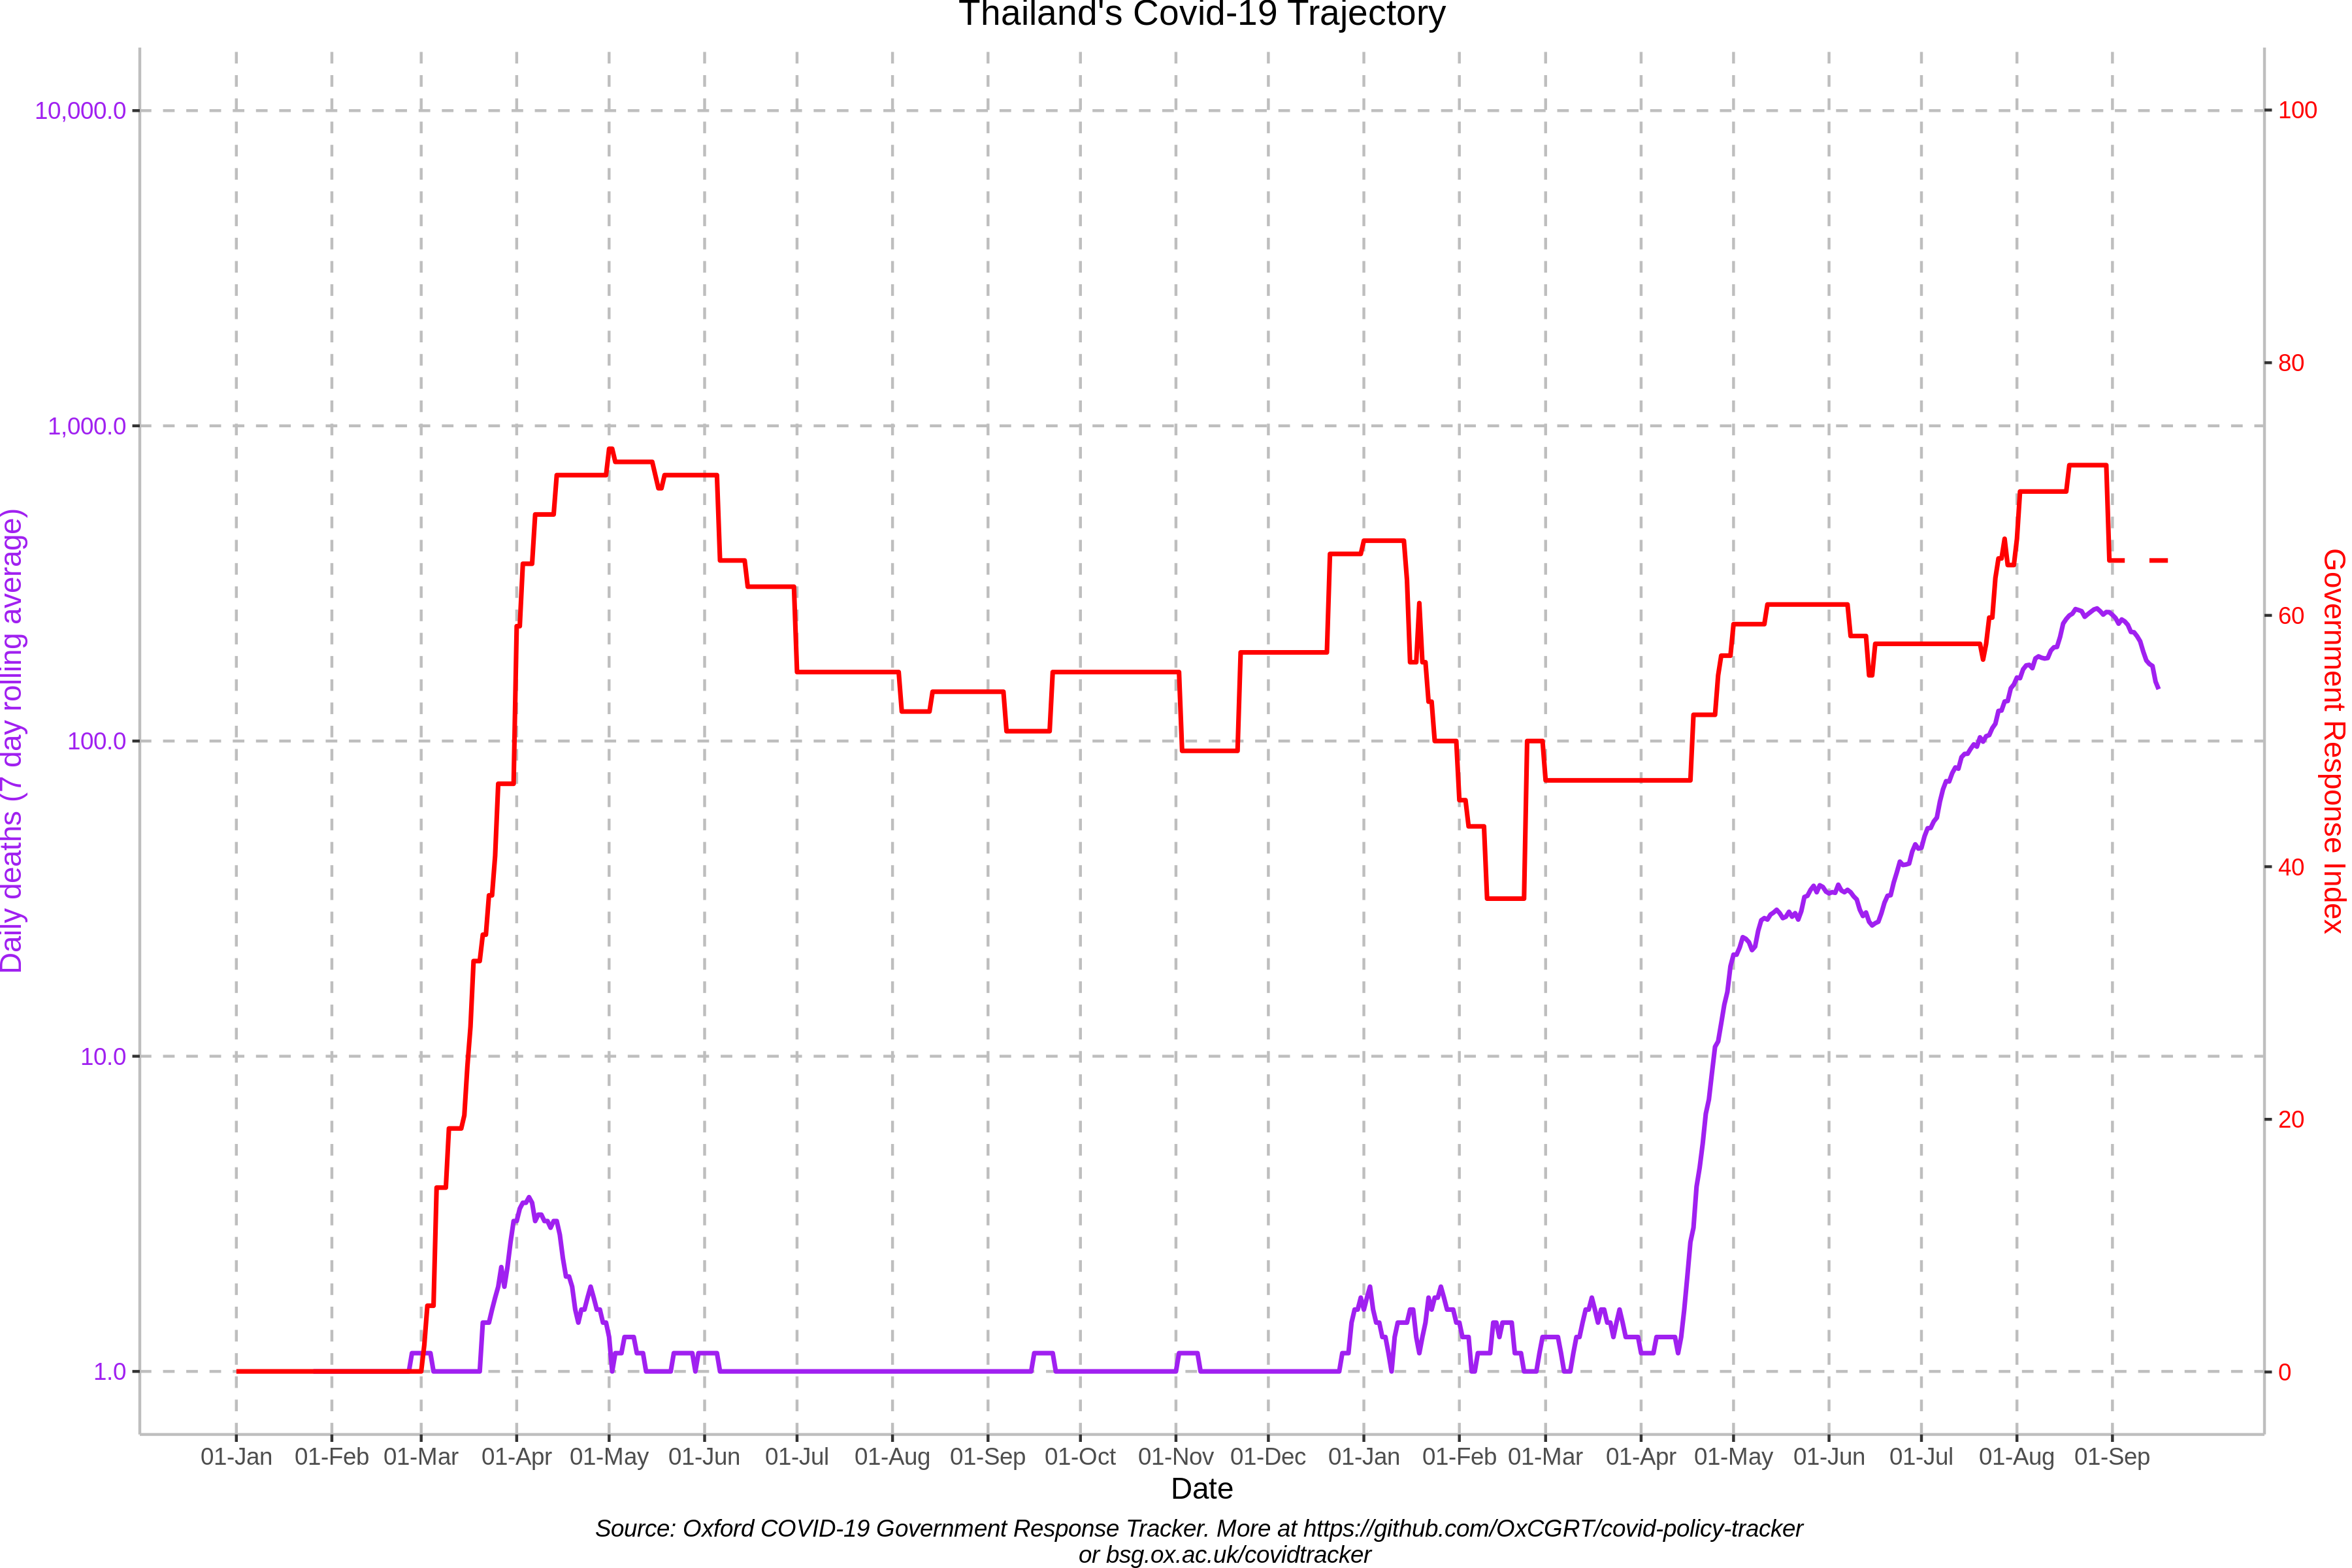 Thailand's Covid-19 Trajectory
10,000.0
1,000.0
100.0
10.0
1.0
Daily deaths (7 day rolling average)
100
80
60
40
20
0
Government Response Index
01-Jan 01-Feb 01-Mar 01-Apr 01-May 01-Jun 01-Jul 01-Aug 01-Sep 01-Oct 01-Nov 01-Dec 01-Jan 01-Feb 01-Mar 01-Apr 01-May 01-Jun 01-Jul 01-Aug 01-Sep
Date
Source: Oxford COVID-19 Government Response Tracker. More at https://github.com/OxCGRT/covid-policy-tracker
or bsg.ox.ac.uk/covidtracker